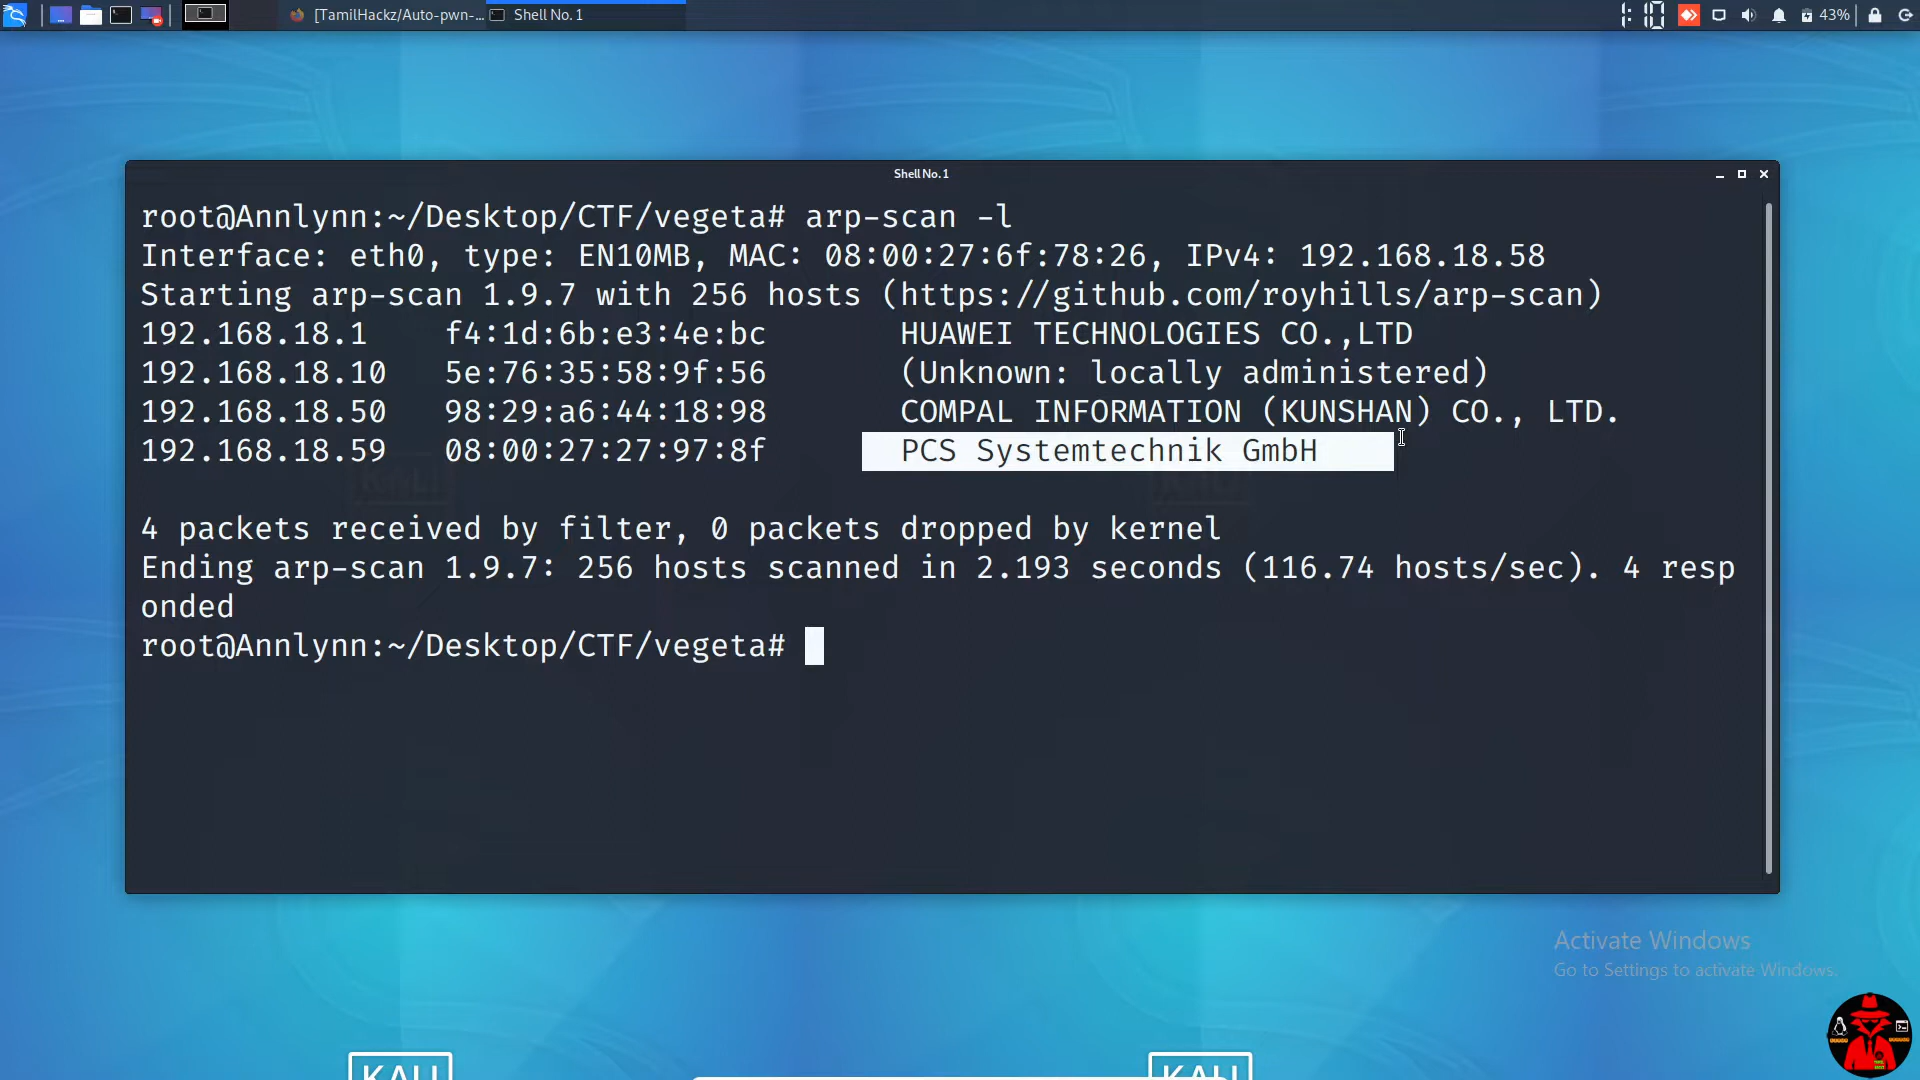 [TamilHackz/Auto-pwn-... Shell No. 1 1:10 43%
Shell No. 1
root@Annlynn:~/Desktop/CTF/vegeta# arp-scan -l
Interface: eth0, type: EN10MB, MAC: 08:00:27:6f:78:26, IPv4: 192.168.18.58
Starting arp-scan 1.9.7 with 256 hosts (https://github.com/royhills/arp-scan)
192.168.18.1 f4:1d:6b:e3:4e:bc HUAWEI TECHNOLOGIES CO.,LTD
192.168.18.10 5e:76:35:58:9f:56 (Unknown: locally administered)
192.168.18.50 98:29:a6:44:18:98 COMPAL INFORMATION (KUNSHAN) CO., LTD.
192.168.18.59 08:00:27:27:97:8f PCS Systemtechnik GmbH
4 packets received by filter, 0 packets dropped by kernel
Ending arp-scan 1.9.7: 256 hosts scanned in 2.193 seconds (116.74 hosts/sec). 4 resp
onded
root@Annlynn:~/Desktop/CTF/vegeta#
Activate Windows
Go to Settings to activate Windows.
KALI KALI